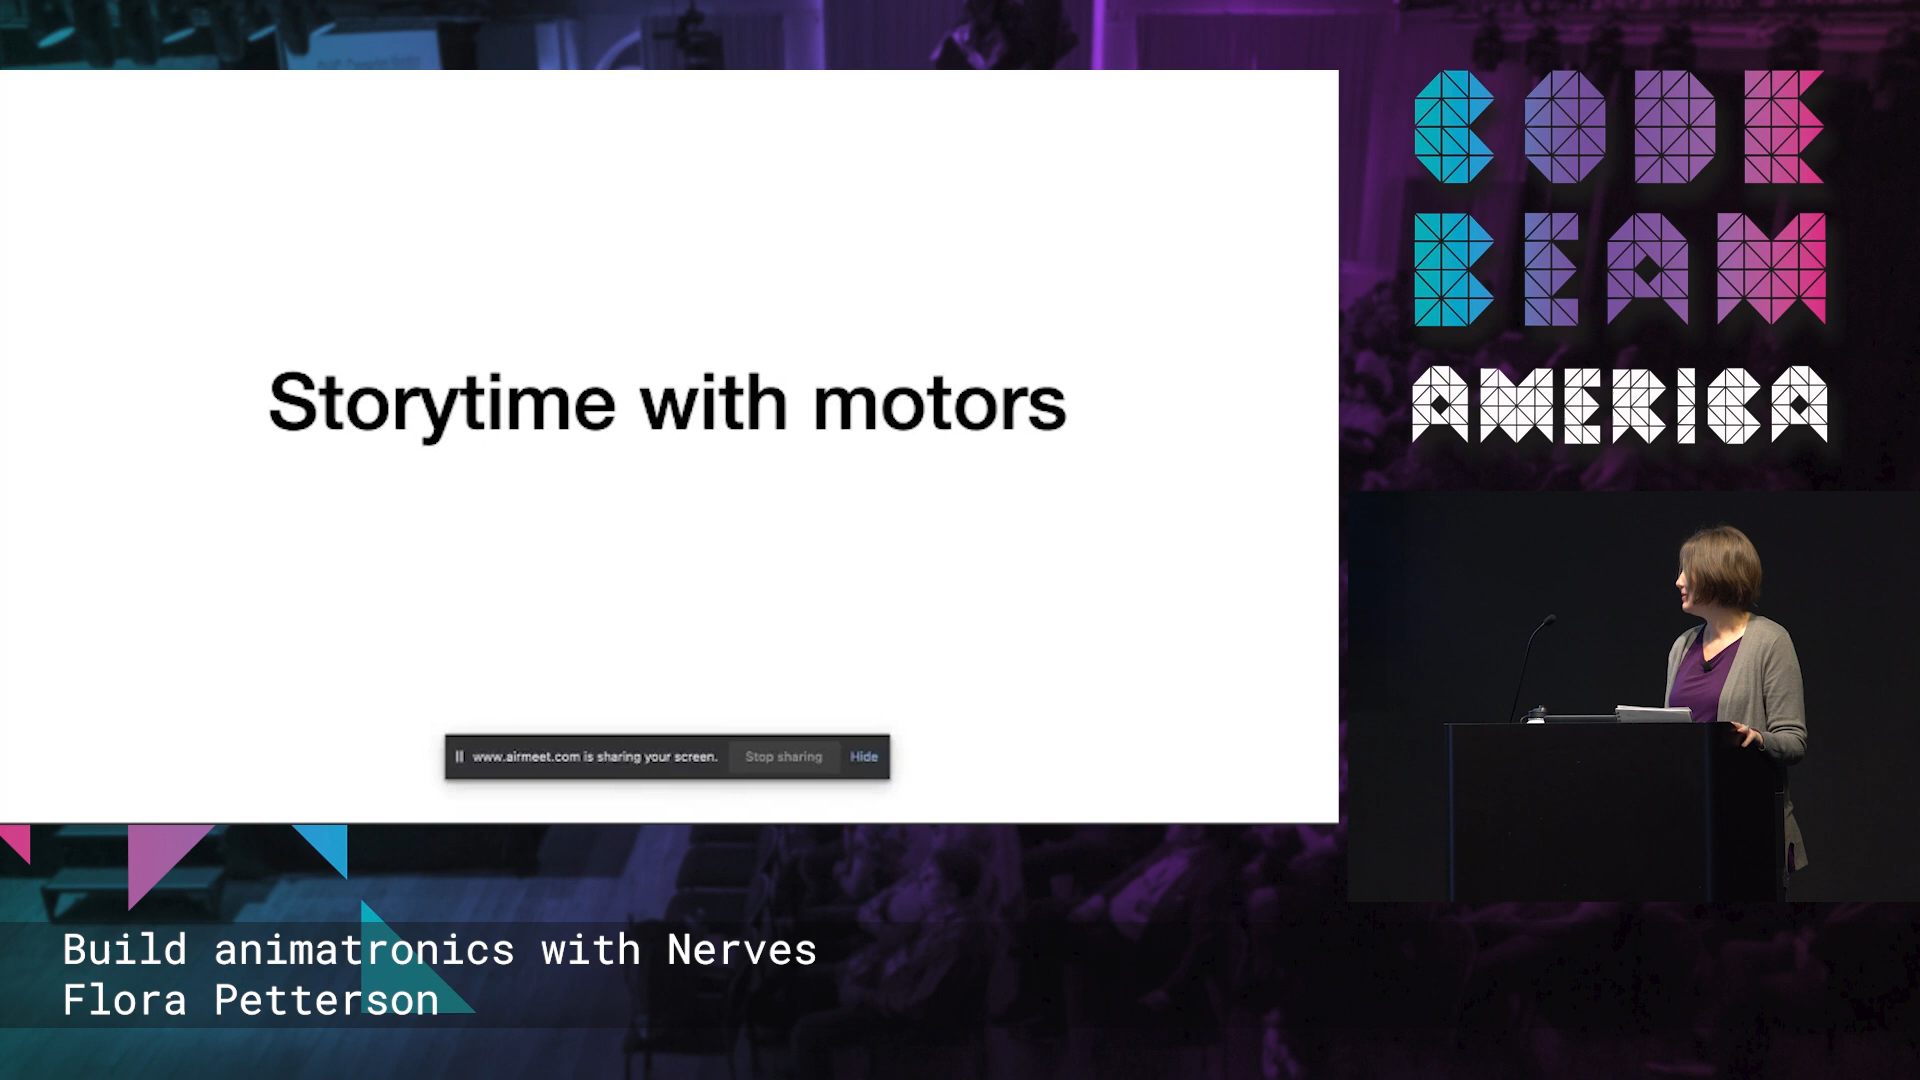 CODE
BEAM
AMERICA
Storytime with motors
www.airmeet.com is sharing your screen. Stop sharing Hide
Build animatronics with Nerves
Flora Petterson